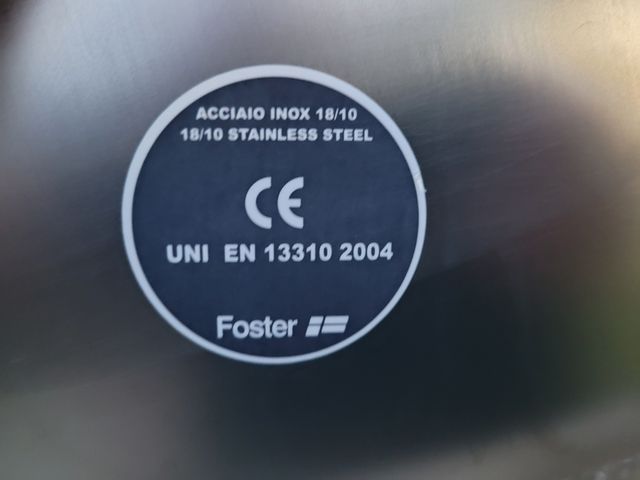 ACCIAIO INOX 18/10
18/10 STAINLESS STEEL
CE
UNI EN 13310 2004
Foster